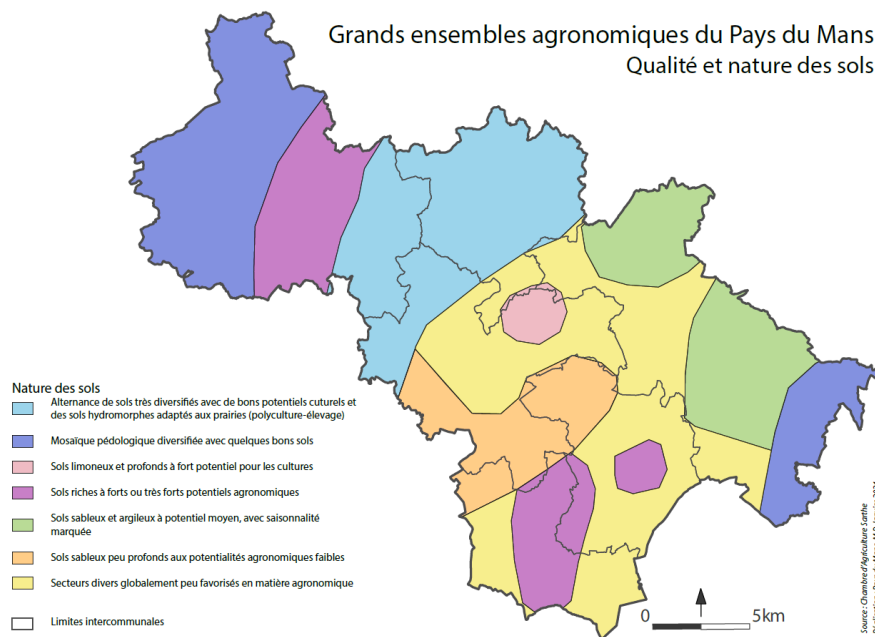 Grands ensembles agronomiques du Pays du Mans
Qualité et nature des sols
Nature des sols
Alternance de sols très diversifiés avec de bons potentiels cuturels et
des sols hydromorphes adaptés aux prairies (polyculture-élevage)
Mosaïque pédologique diversifiée avec quelques bons sols
Sols limoneux et profonds à fort potentiel pour les cultures
Sols riches à forts ou très forts potentiels agronomiques
Sols sableux et argileux à potentiel moyen, avec saisonnalité
marquée
Sols sableux peu profonds aux potentialités agronomiques faibles
Secteurs divers globalement peu favorisés en matière agronomique
Limites intercommunales
0 5km
Source : Chambre d'Agriculture Sarthe